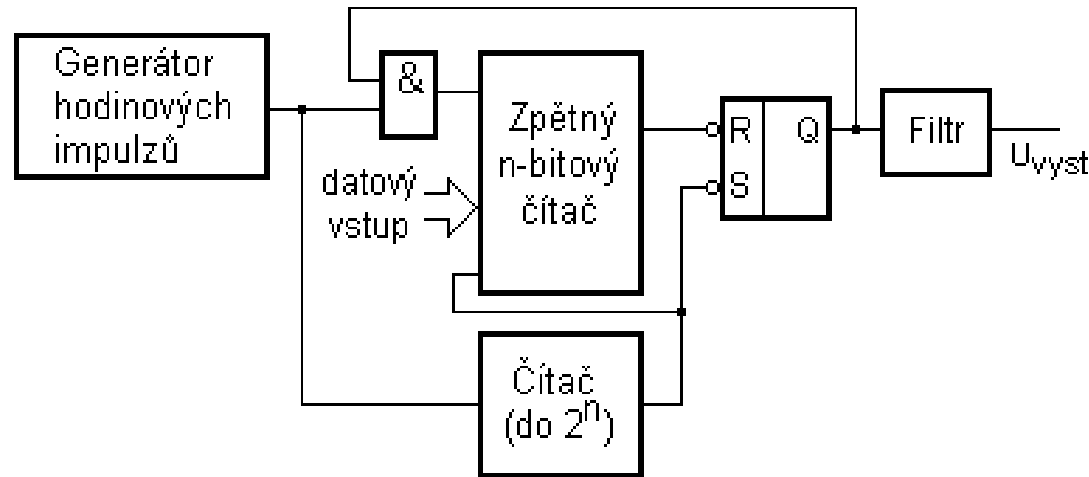 Generátor
hodinových
impulzů
&
Zpětný
n-bitový
čítač
datový
vstup
R
S
Q
Filtr
Uvyst
Čítač
(do 2ⁿ)